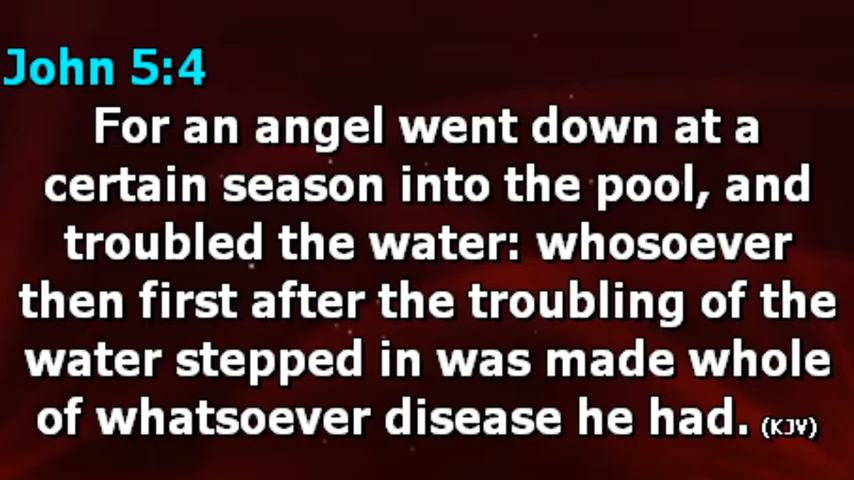 John 5:4
For an angel went down at a
certain season into the pool, and
troubled the water: whosoever
then first after the troubling of the
water stepped in was made whole
of whatsoever disease he had. (KJV)